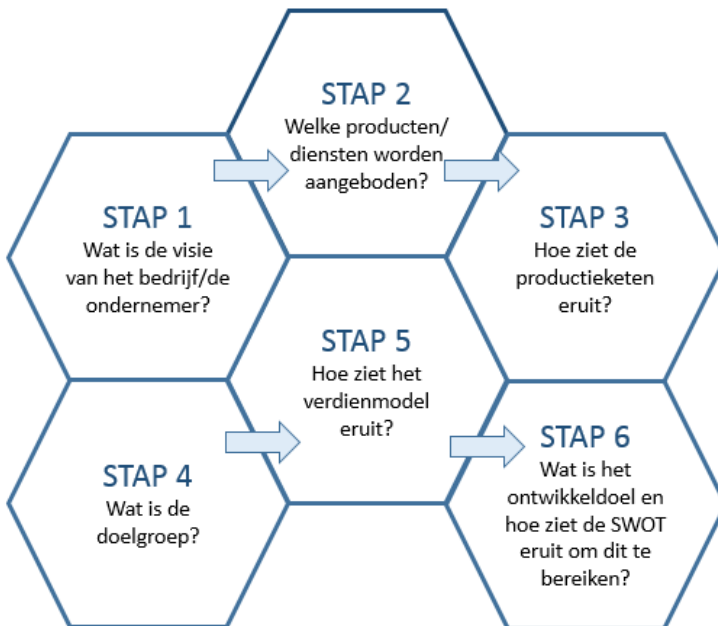 STAP 1
Wat is de visie
van het bedrijf/de
ondernemer?
STAP 2
Welke producten/
diensten worden
aangeboden?
STAP 3
Hoe ziet de
productieketen
eruit?
STAP 4
Wat is de
doelgroep?
STAP 5
Hoe ziet het
verdienmodel
eruit?
STAP 6
Wat is het
ontwikkeldoel en
hoe ziet de SWOT
eruit om dit te
bereiken?